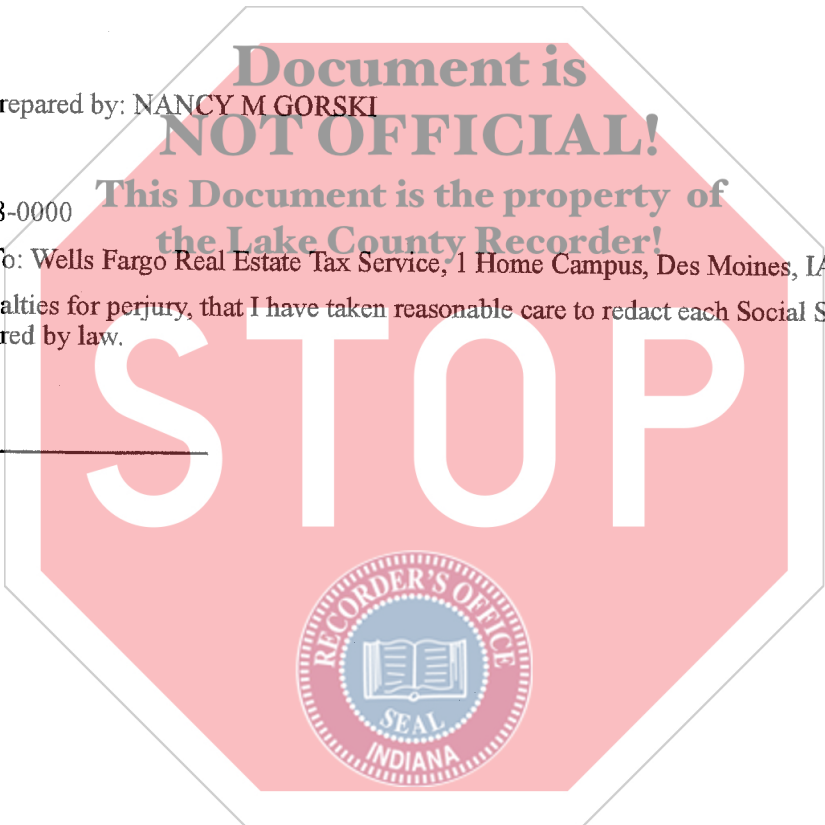 Document is
repared by: NANCY M GORSKI
NOT OFFICIAL!
This Document is the property of
8-0000
the Lake County Recorder!
o: Wells Fargo Real Estate Tax Service, 1 Home Campus, Des Moines, IA
alties for perjury, that I have taken reasonable care to redact each Social S
red by law.
STOP
RECORDER'S OFFICE
SEAL
INDIANA